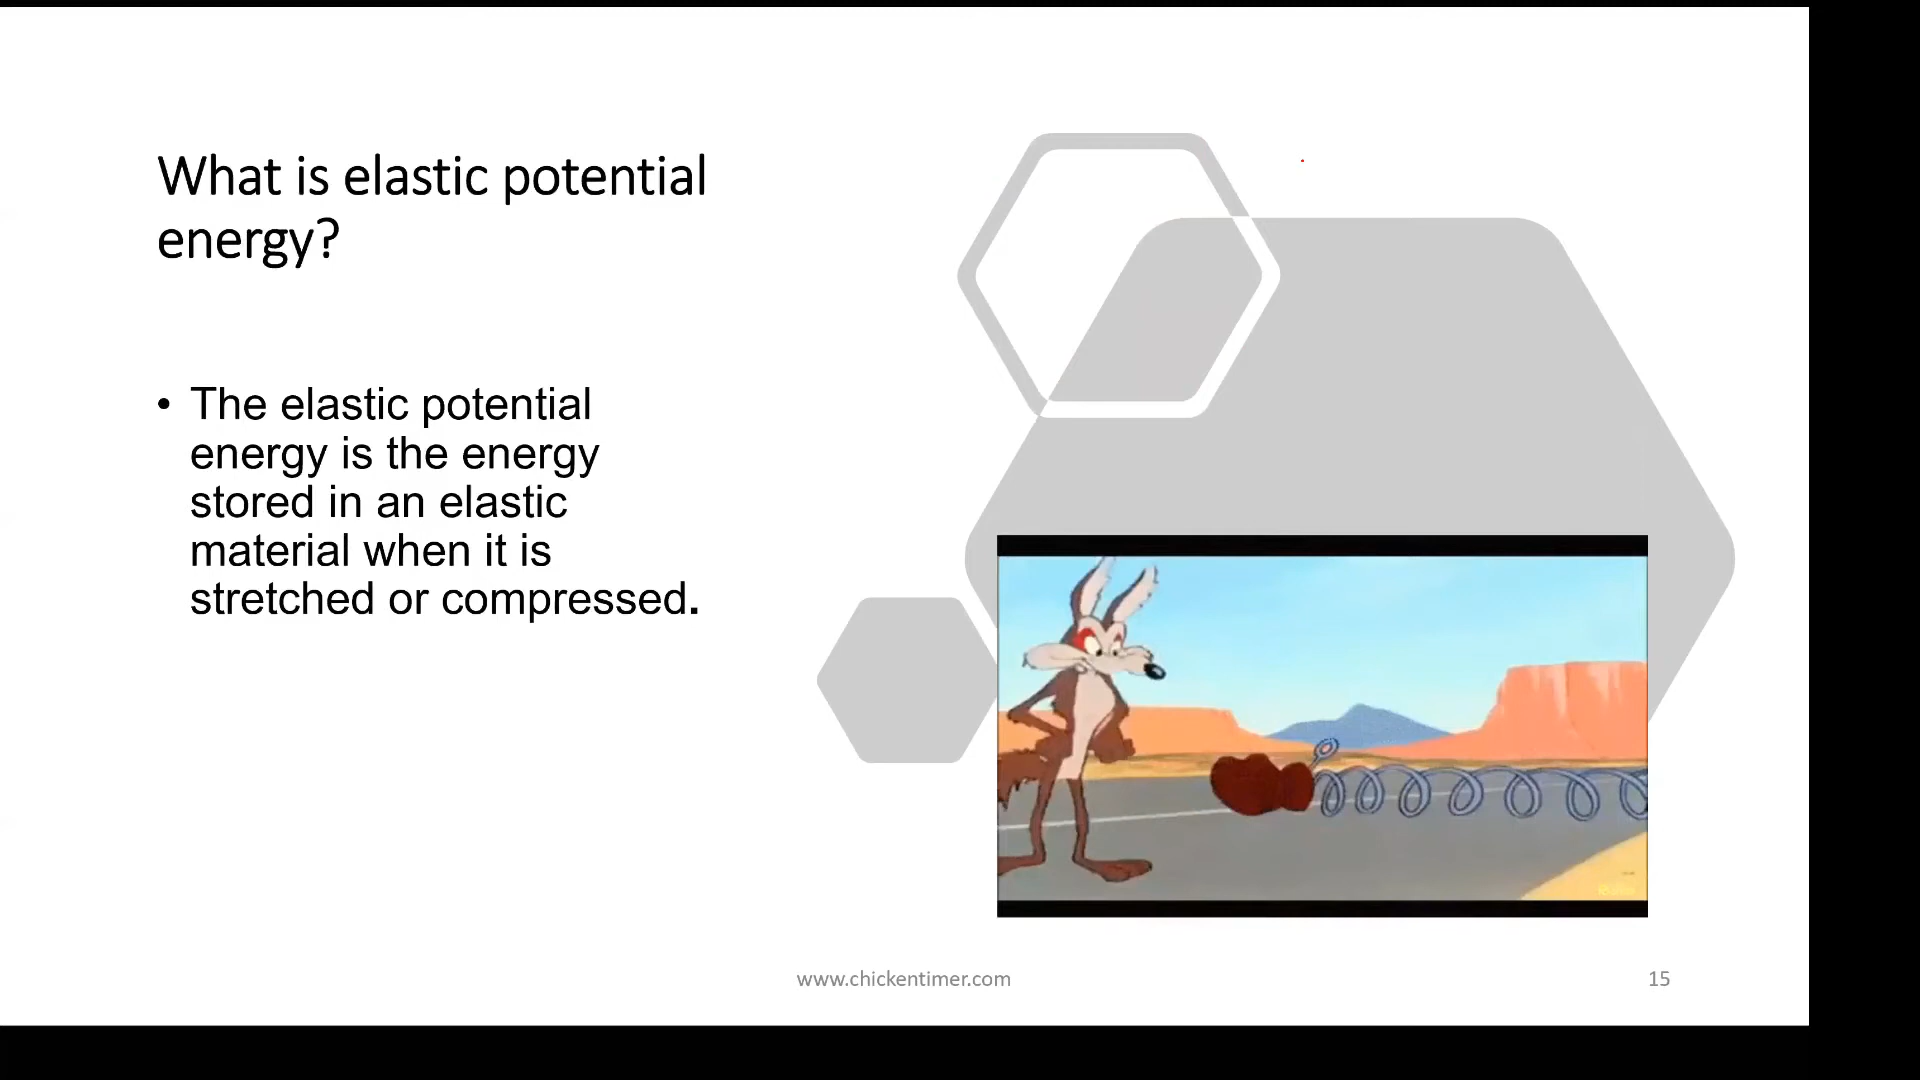 What is elastic potential
energy?
• The elastic potential
energy is the energy
stored in an elastic
material when it is
stretched or compressed.
www.chickentimer.com
15